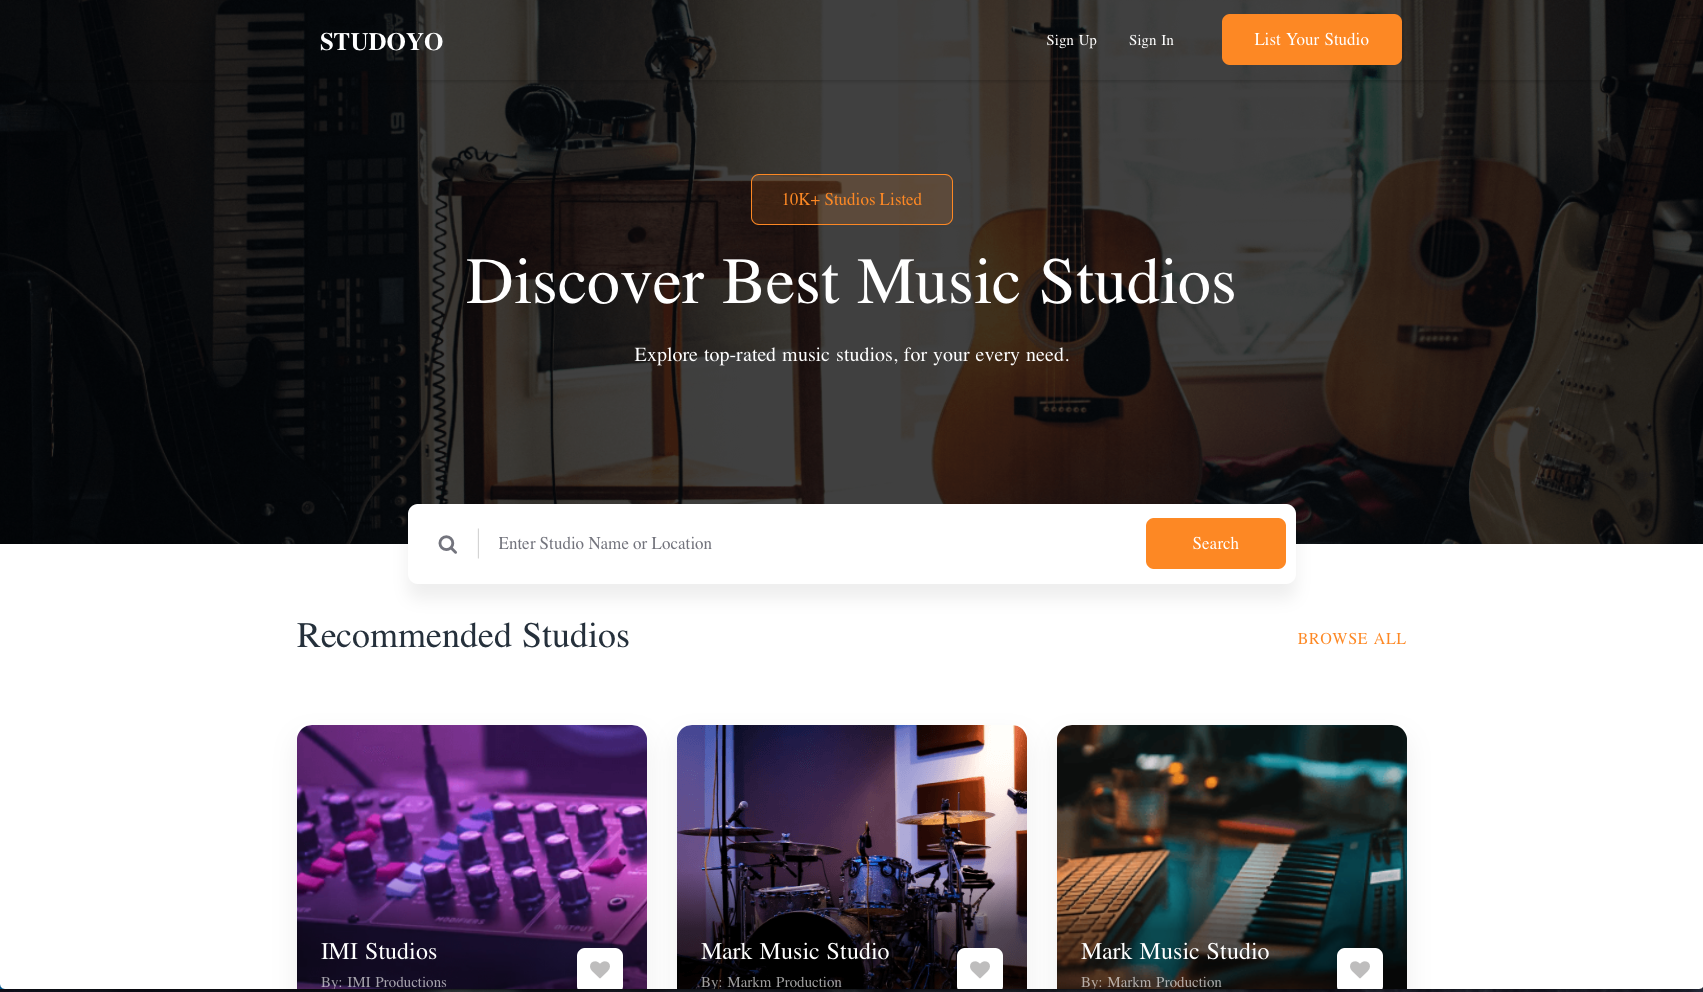 STUDOYO
Sign Up
Sign In
List Your Studio
10K+ Studios Listed
Discover Best Music Studios
Explore top-rated music studios, for your every need.
Enter Studio Name or Location
Search
Recommended Studios
BROWSE ALL
IMI Studios
By: IMI Productions
Mark Music Studio
By: Markm Production
Mark Music Studio
By: Markm Production